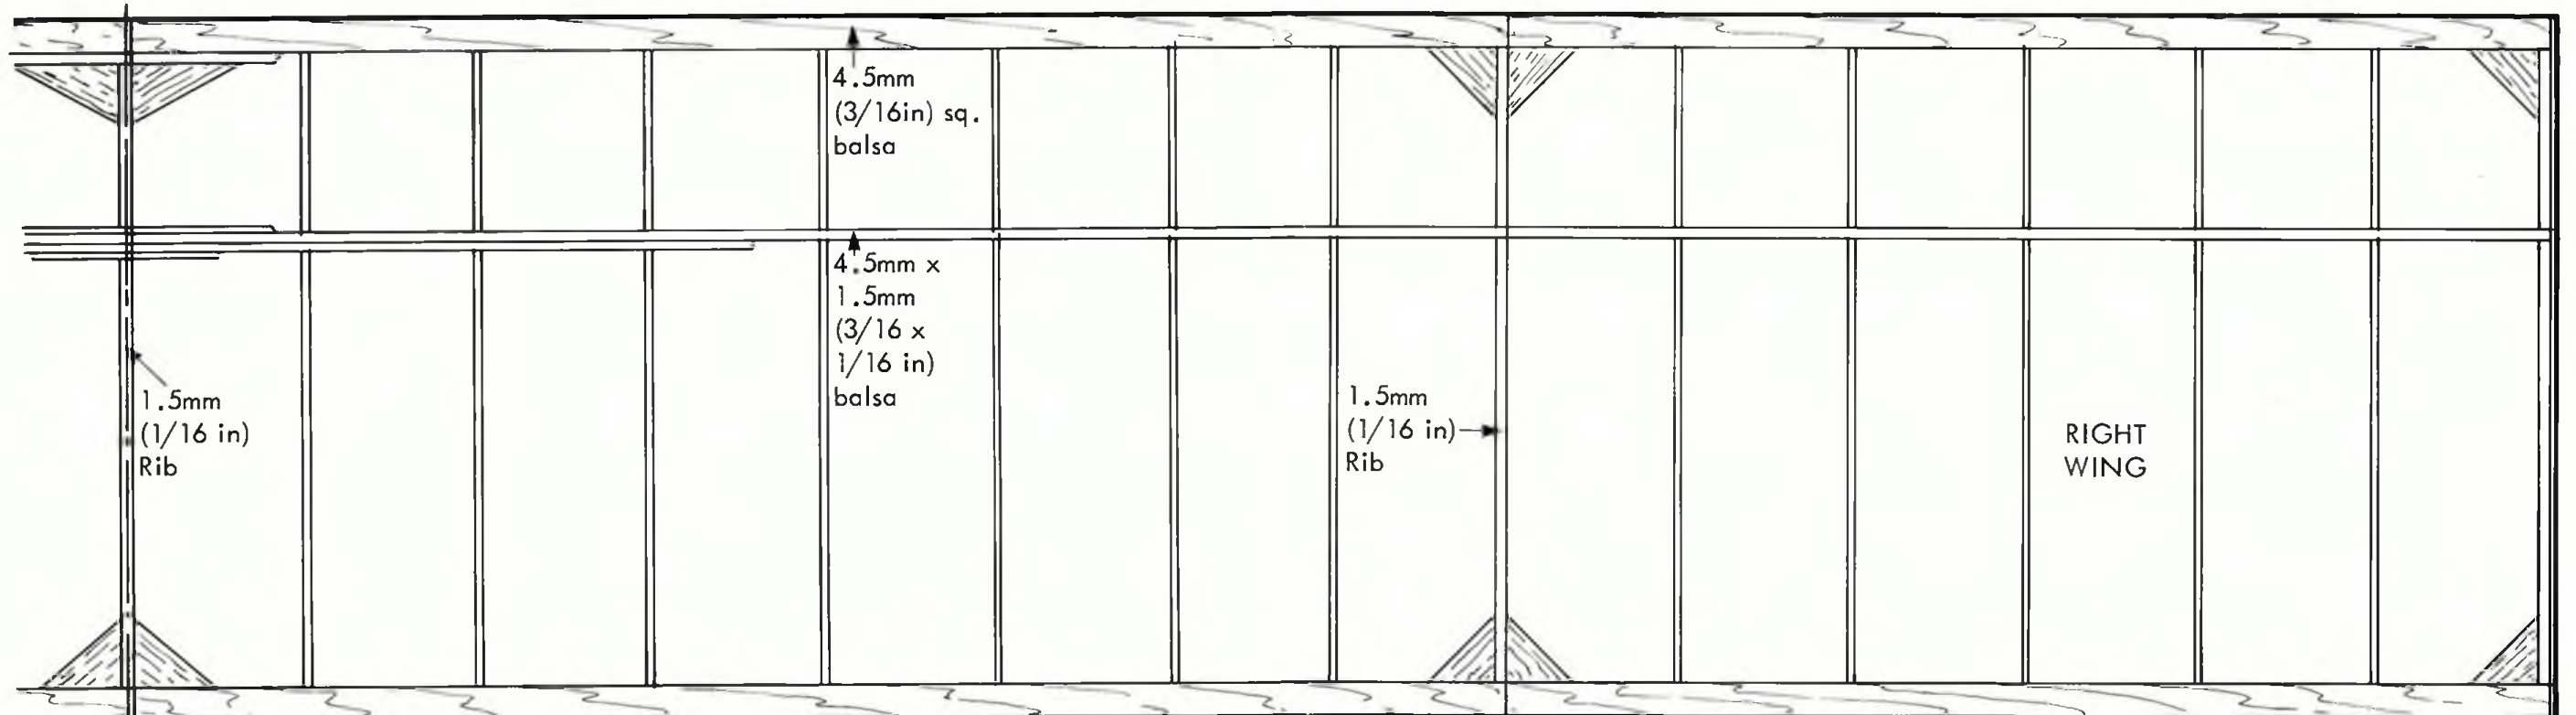 4.5mm
(3/16in) sq.
balsa
4.5mm x
1.5mm
(3/16 x
1/16 in)
balsa
1.5mm
(1/16 in)
Rib
1.5mm
(1/16 in)
Rib
RIGHT
WING